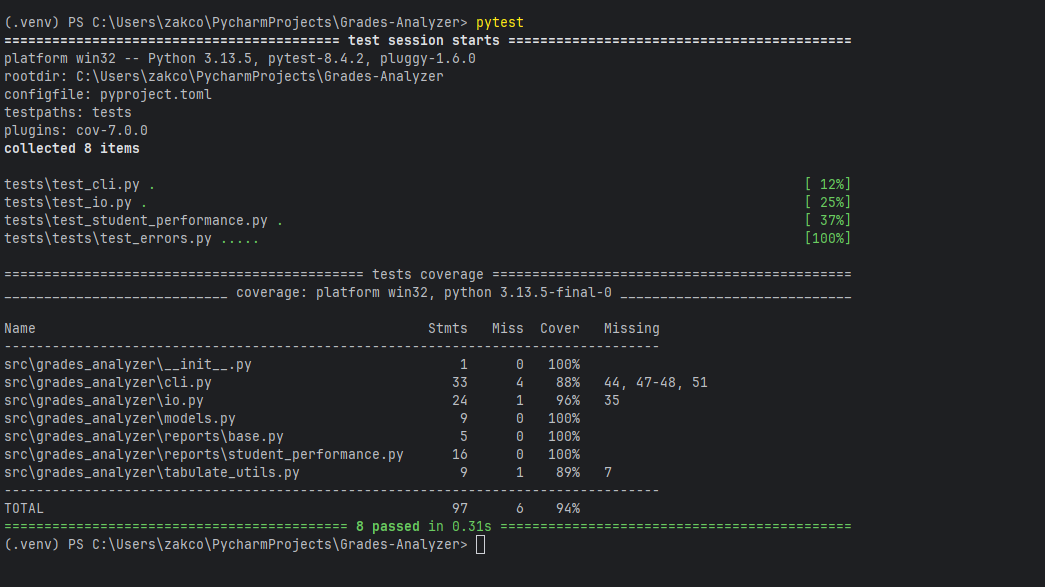 (.venv) PS C:\Users\zakco\PycharmProjects\Grades-Analyzer> pytest
========================================== test session starts ===========================================
platform win32 -- Python 3.13.5, pytest-8.4.2, pluggy-1.6.0
rootdir: C:\Users\zakco\PycharmProjects\Grades-Analyzer
configfile: pyproject.toml
testpaths: tests
plugins: cov-7.0.0
collected 8 items
tests\test_cli.py . [ 12%]
tests\test_io.py . [ 25%]
tests\test_student_performance.py . [ 37%]
tests\tests\test_errors.py ..... [100%]
============================================= tests coverage =============================================
____________________________ coverage: platform win32, python 3.13.5-final-0 _____________________________
Name Stmts Miss Cover Missing
----------------------------------------------------------------------------------
src\grades_analyzer\__init__.py 1 0 100%
src\grades_analyzer\cli.py 33 4 88% 44, 47-48, 51
src\grades_analyzer\io.py 24 1 96% 35
src\grades_analyzer\models.py 9 0 100%
src\grades_analyzer\reports\base.py 5 0 100%
src\grades_analyzer\reports\student_performance.py 16 0 100%
src\grades_analyzer\tabulate_utils.py 9 1 89% 7
----------------------------------------------------------------------------------
TOTAL 97 6 94%
=========================================== 8 passed in 0.31s ============================================
(.venv) PS C:\Users\zakco\PycharmProjects\Grades-Analyzer>